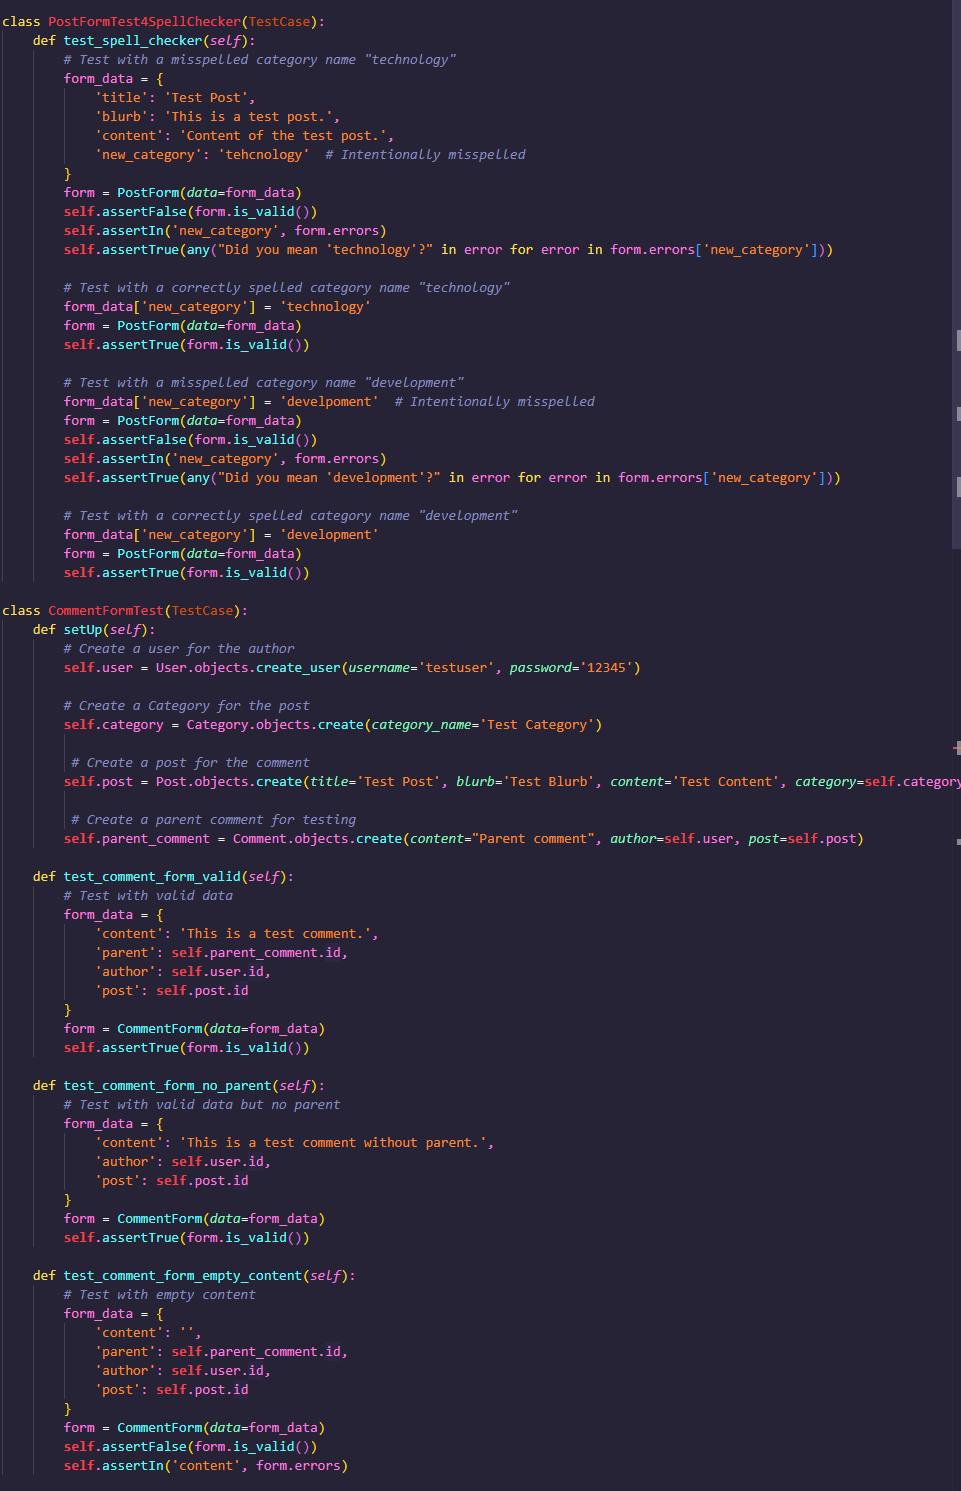 class PostFormTest4SpellChecker(TestCase):
    def test_spell_checker(self):
        # Test with a misspelled category name "technology"
        form_data = {
            'title': 'Test Post',
            'blurb': 'This is a test post.',
            'content': 'Content of the test post.',
            'new_category': 'tehcnology'  # Intentionally misspelled
        }
        form = PostForm(data=form_data)
        self.assertFalse(form.is_valid())
        self.assertIn('new_category', form.errors)
        self.assertTrue(any("Did you mean 'technology'?" in error for error in form.errors['new_category']))

        # Test with a correctly spelled category name "technology"
        form_data['new_category'] = 'technology'
        form = PostForm(data=form_data)
        self.assertTrue(form.is_valid())

        # Test with a misspelled category name "development"
        form_data['new_category'] = 'develpoment'  # Intentionally misspelled
        form = PostForm(data=form_data)
        self.assertFalse(form.is_valid())
        self.assertIn('new_category', form.errors)
        self.assertTrue(any("Did you mean 'development'?" in error for error in form.errors['new_category']))

        # Test with a correctly spelled category name "development"
        form_data['new_category'] = 'development'
        form = PostForm(data=form_data)
        self.assertTrue(form.is_valid())

class CommentFormTest(TestCase):
    def setUp(self):
        # Create a user for the author
        self.user = User.objects.create_user(username='testuser', password='12345')

        # Create a Category for the post
        self.category = Category.objects.create(category_name='Test Category')

         # Create a post for the comment
        self.post = Post.objects.create(title='Test Post', blurb='Test Blurb', content='Test Content', category=self.category

         # Create a parent comment for testing
        self.parent_comment = Comment.objects.create(content="Parent comment", author=self.user, post=self.post)

    def test_comment_form_valid(self):
        # Test with valid data
        form_data = {
            'content': 'This is a test comment.',
            'parent': self.parent_comment.id,
            'author': self.user.id,
            'post': self.post.id
        }
        form = CommentForm(data=form_data)
        self.assertTrue(form.is_valid())

    def test_comment_form_no_parent(self):
        # Test with valid data but no parent
        form_data = {
            'content': 'This is a test comment without parent.',
            'author': self.user.id,
            'post': self.post.id
        }
        form = CommentForm(data=form_data)
        self.assertTrue(form.is_valid())

    def test_comment_form_empty_content(self):
        # Test with empty content
        form_data = {
            'content': '',
            'parent': self.parent_comment.id,
            'author': self.user.id,
            'post': self.post.id
        }
        form = CommentForm(data=form_data)
        self.assertFalse(form.is_valid())
        self.assertIn('content', form.errors)